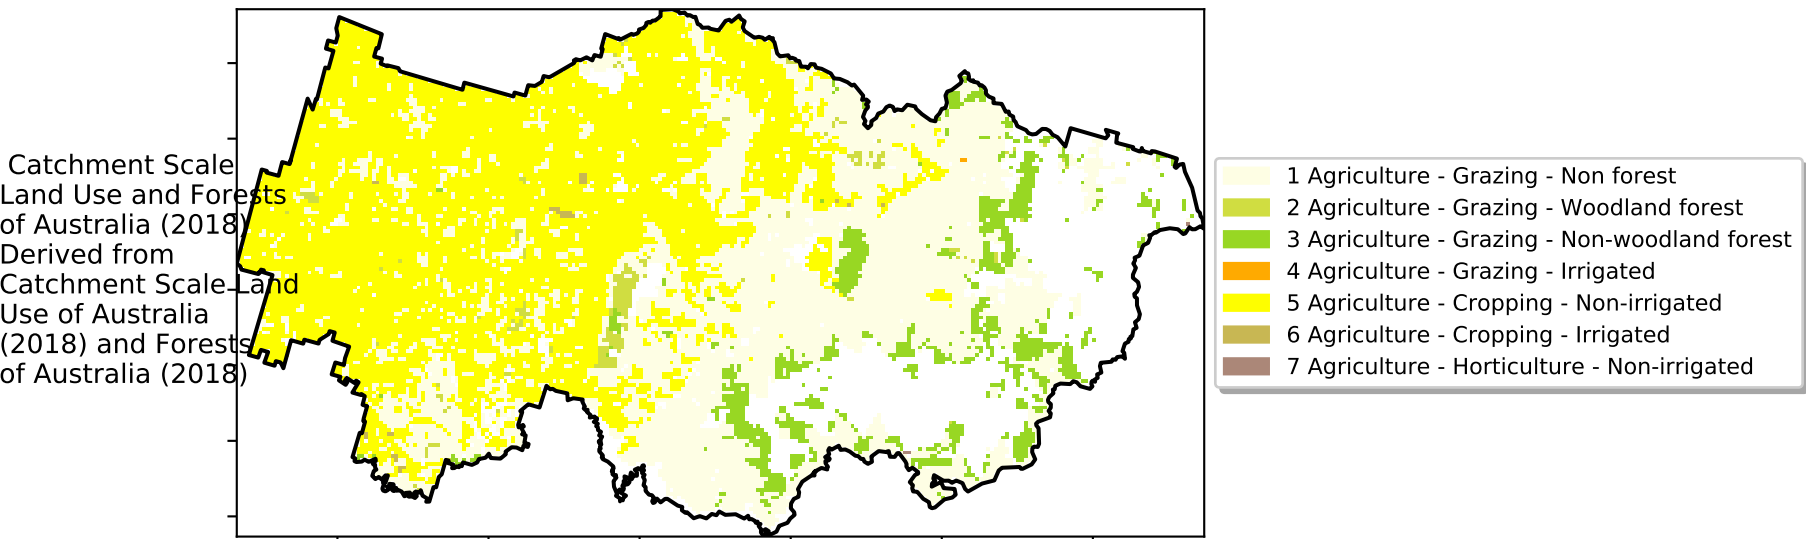 Catchment Scale
Land Use and Forests
of Australia (2018)
Derived from
Catchment Scale Land
Use of Australia
(2018) and Forests
of Australia (2018)
1 Agriculture - Grazing - Non forest
2 Agriculture - Grazing - Woodland forest
3 Agriculture - Grazing - Non-woodland forest
4 Agriculture - Grazing - Irrigated
5 Agriculture - Cropping - Non-irrigated
6 Agriculture - Cropping - Irrigated
7 Agriculture - Horticulture - Non-irrigated